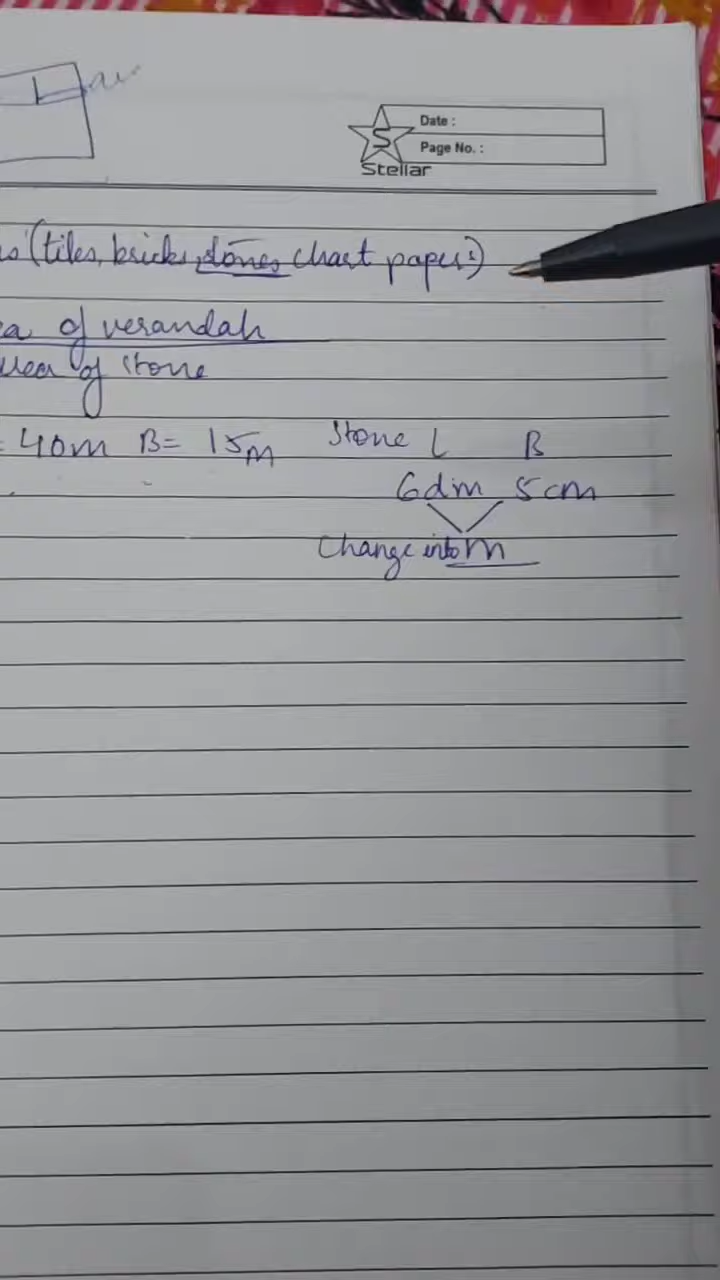 Date :
Page No. :
S
Stellar
(tiles, bricks, stones chart paper:)
of verandah
of stone
= 40m B= 15m Stone L B
6dm 5cm
Change into m